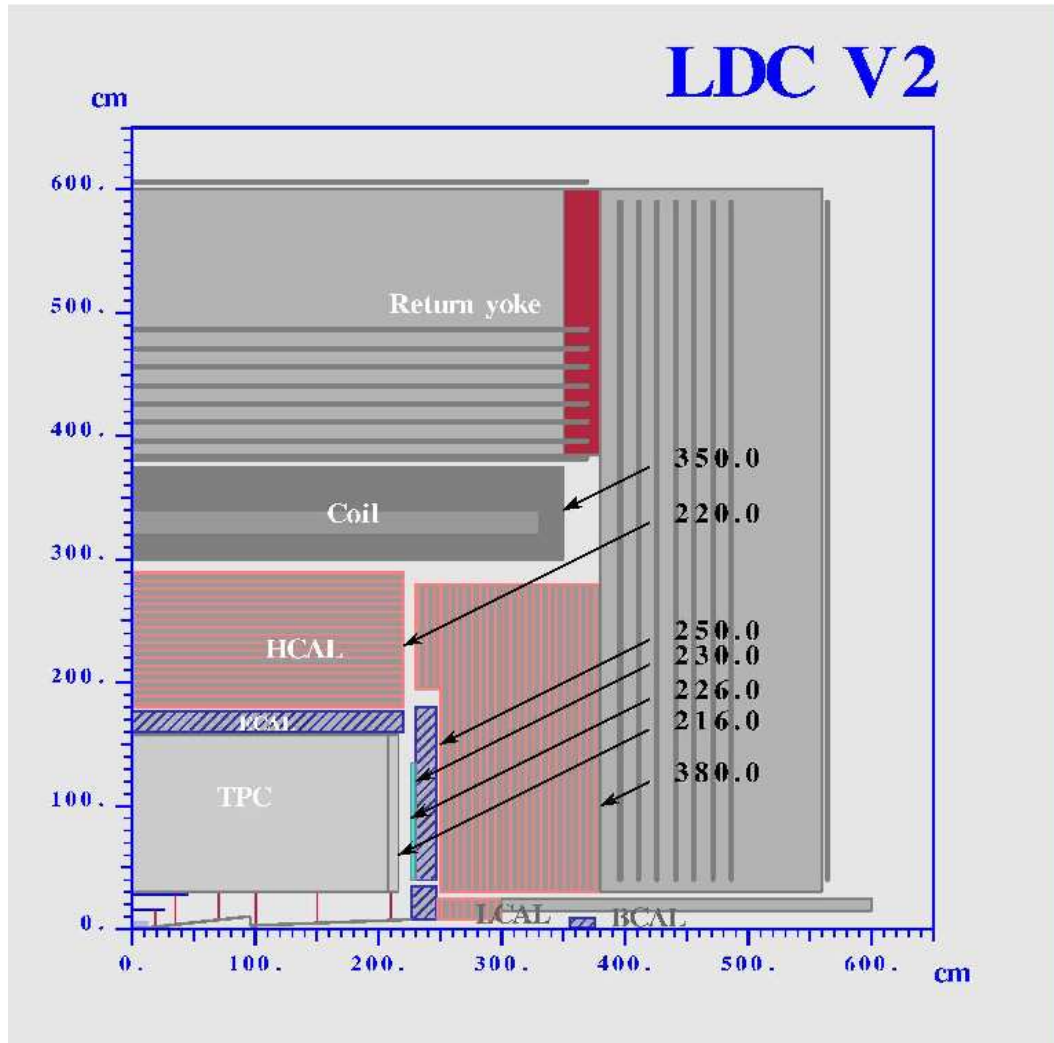 LDC V2
cm
600.
500.
Return yoke
400.
350.0
Coil
220.0
300.
250.0
HCAL
230.0
200.
226.0
ECAL
216.0
380.0
TPC
100.
LCAL
BCAL
0.
0. 100. 200. 300. 400. 500. 600.
cm